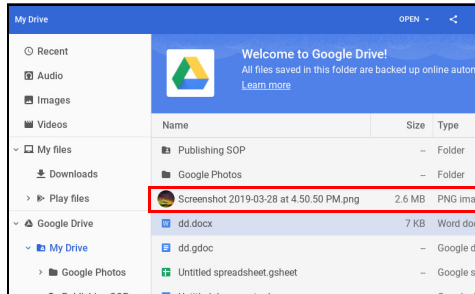 My Drive
OPEN
Recent
Audio
Images
Videos
My files
Downloads
Play files
Google Drive
My Drive
Google Photos
Welcome to Google Drive!
All files saved in this folder are backed up online autom
Learn more
Name Size Type
Publishing SOP -- Folder
Google Photos -- Folder
Screenshot 2019-03-28 at 4.50.50 PM.png 2.6 MB PNG ima
dd.docx 7 KB Word doc
dd.gdoc -- Google d
Untitled spreadsheet.gsheet -- Google s